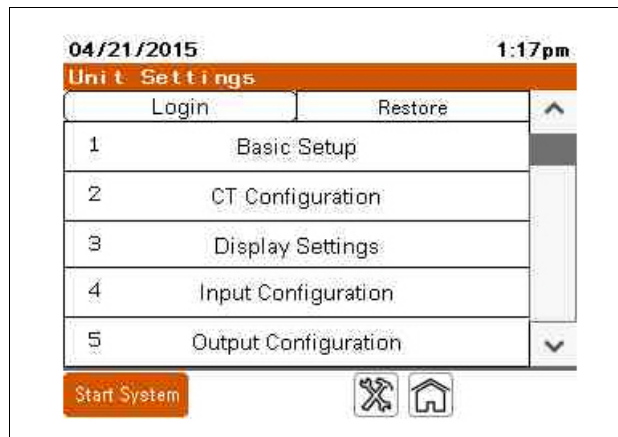 04/21/2015 1:17pm
Unit Settings
Login Restore
1 Basic Setup
2 CT Configuration
3 Display Settings
4 Input Configuration
5 Output Configuration
Start System